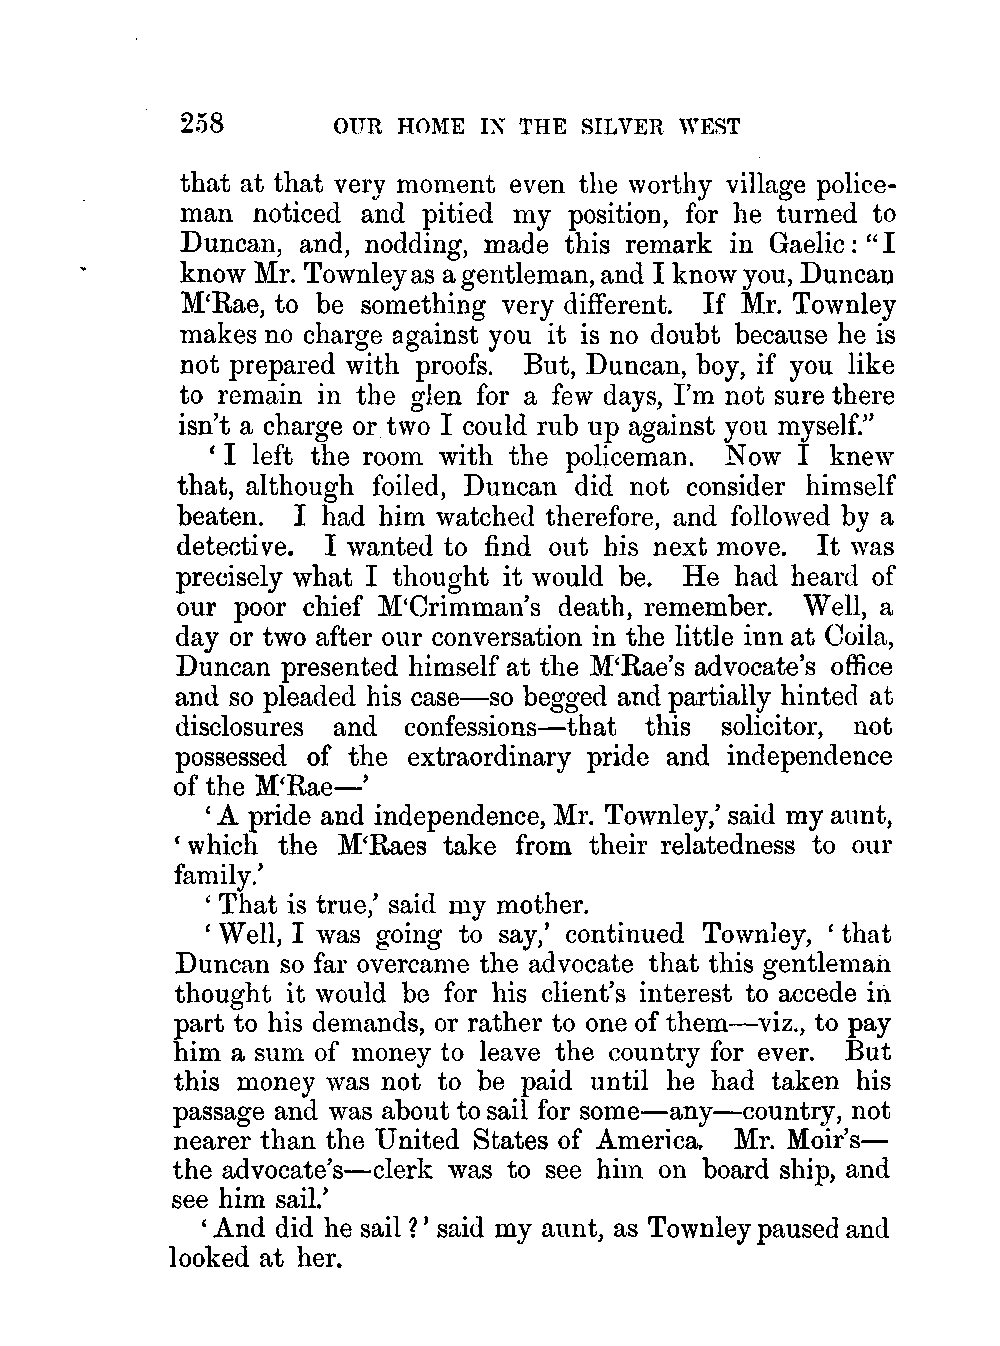 258 OUR HOME IN THE SILVER WEST
that at that very moment even the worthy village police-
man noticed and pitied my position, for he turned to
Duncan, and, nodding, made this remark in Gaelic: “I
know Mr. Townley as a gentleman, and I know you, Duncan
M‘Rae, to be something very different. If Mr. Townley
makes no charge against you it is no doubt because he is
not prepared with proofs. But, Duncan, boy, if you like
to remain in the glen for a few days, I’m not sure there
isn’t a charge or two I could rub up against you myself.”
‘I left the room with the policeman. Now I knew
that, although foiled, Duncan did not consider himself
beaten. I had him watched therefore, and followed by a
detective. I wanted to find out his next move. It was
precisely what I thought it would be. He had heard of
our poor chief M‘Crimman’s death, remember. Well, a
day or two after our conversation in the little inn at Coila,
Duncan presented himself at the M‘Rae’s advocate’s office
and so pleaded his case—so begged and partially hinted at
disclosures and confessions—that this solicitor, not
possessed of the extraordinary pride and independence
of the M‘Rae—’
‘A pride and independence, Mr. Townley,’ said my aunt,
‘which the M‘Raes take from their relatedness to our
family.’
‘That is true,’ said my mother.
‘Well, I was going to say,’ continued Townley, ‘that
Duncan so far overcame the advocate that this gentleman
thought it would be for his client’s interest to accede in
part to his demands, or rather to one of them—viz., to pay
him a sum of money to leave the country for ever. But
this money was not to be paid until he had taken his
passage and was about to sail for some—any—country, not
nearer than the United States of America. Mr. Moir’s—
the advocate’s—clerk was to see him on board ship, and
see him sail.’
‘And did he sail?’ said my aunt, as Townley paused and
looked at her.